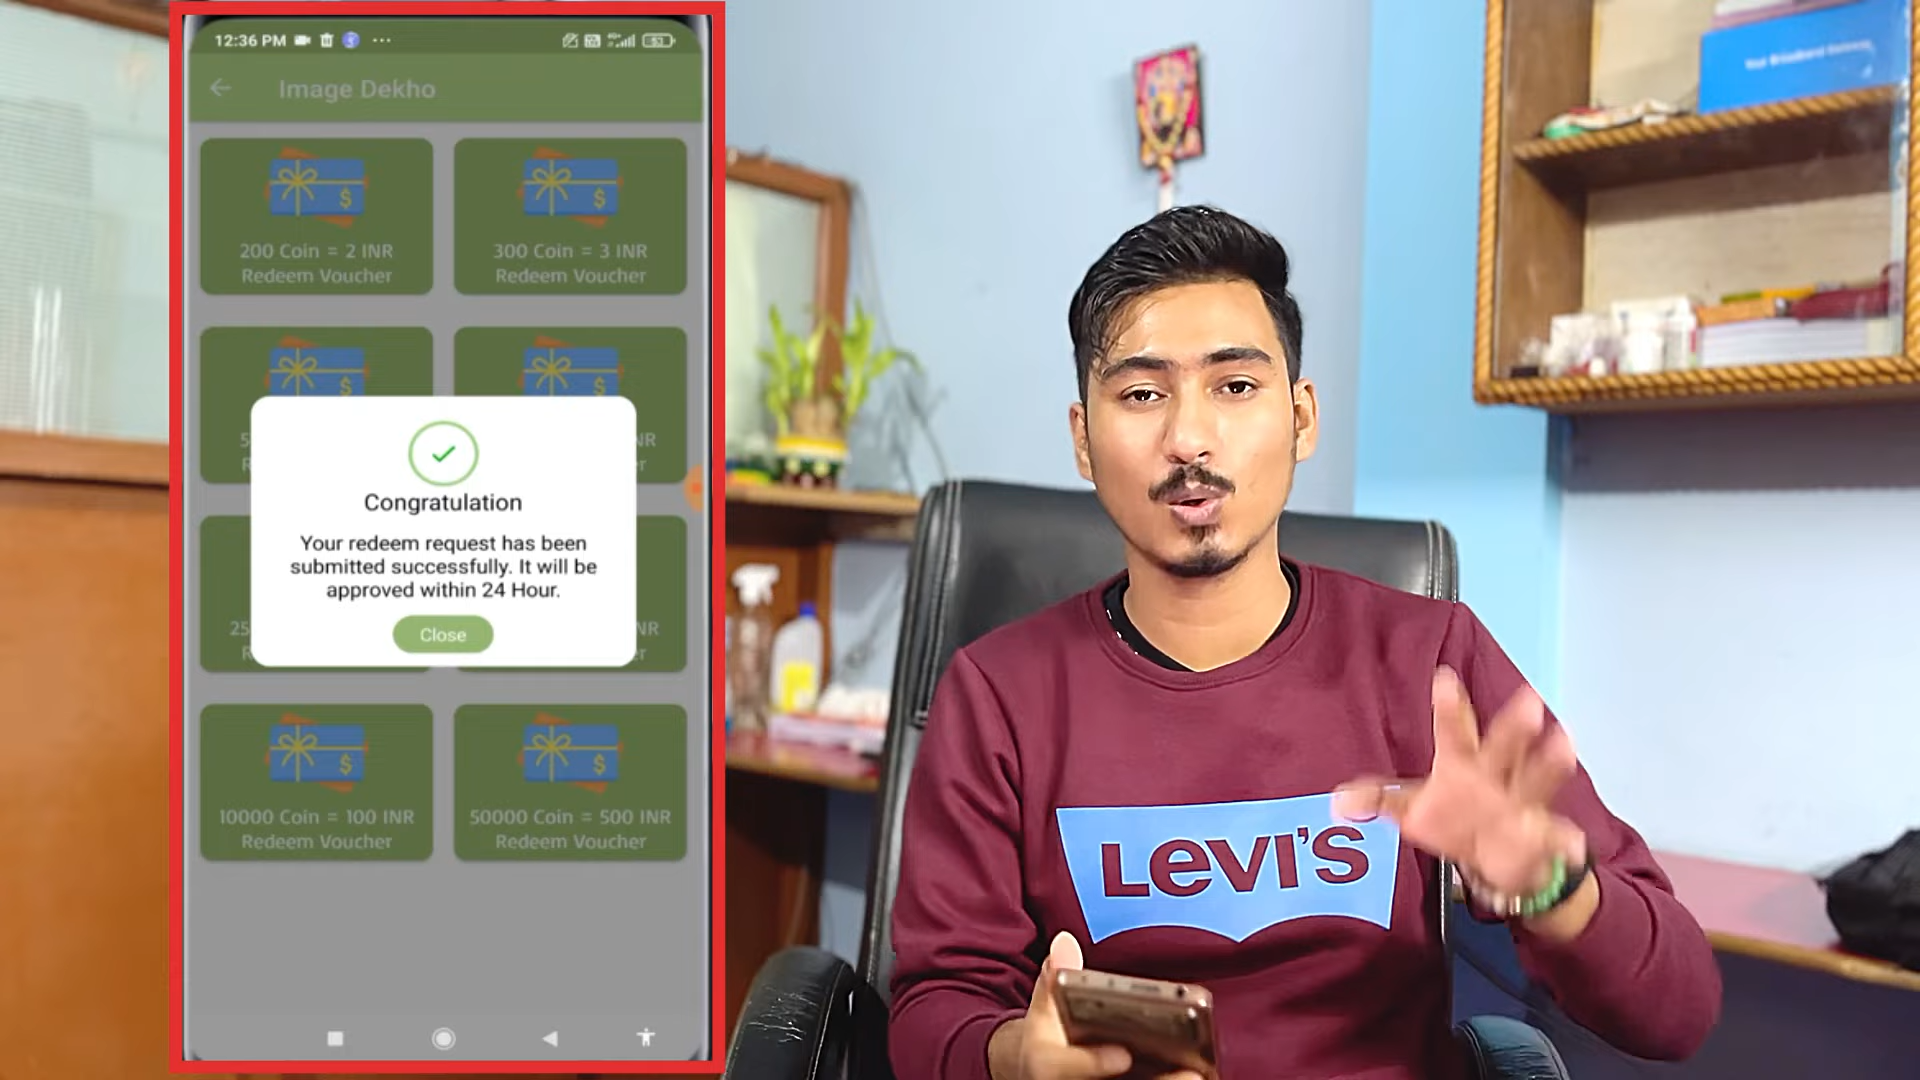 12:36 PM
53
Image Dekho
200 Coin = 2 INR
Redeem Voucher
300 Coin = 3 INR
Redeem Voucher
Congratulation
Your redeem request has been
submitted successfully. It will be
approved within 24 Hour.
Close
10000 Coin = 100 INR
Redeem Voucher
50000 Coin = 500 INR
Redeem Voucher
LEVI'S